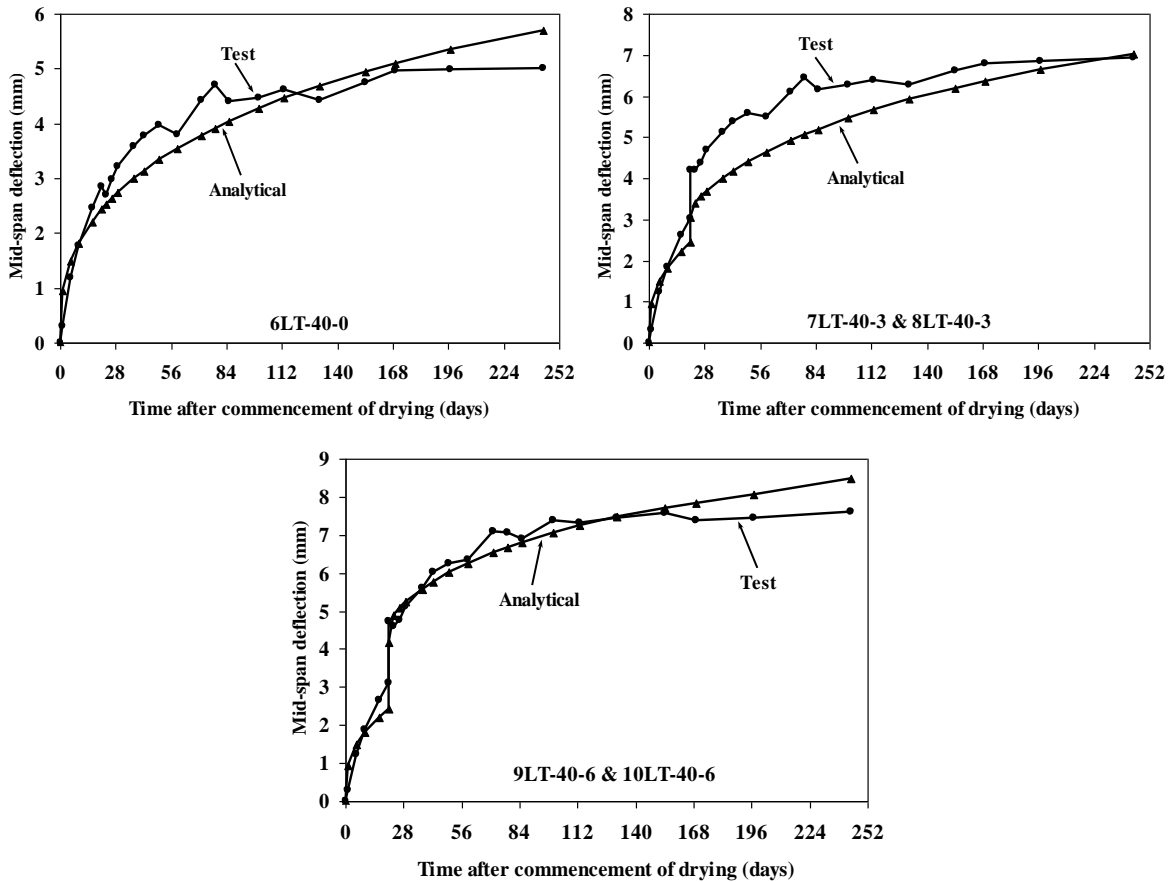 6
5
4
3
2
1
0
Mid-span deflection (mm)
Test
Analytical
6LT-40-0
0 28 56 84 112 140 168 196 224 252
Time after commencement of drying (days)
8
7
6
5
4
3
2
1
0
Mid-span deflection (mm)
Test
Analytical
7LT-40-3 & 8LT-40-3
0 28 56 84 112 140 168 196 224 252
Time after commencement of drying (days)
9
8
7
6
5
4
3
2
1
0
Mid-span deflection (mm)
Analytical
Test
9LT-40-6 & 10LT-40-6
0 28 56 84 112 140 168 196 224 252
Time after commencement of drying (days)